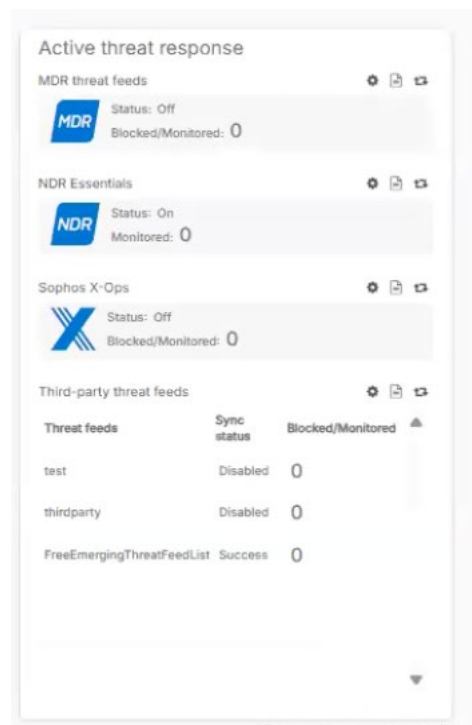 Active threat response
MDR threat feeds
MDR
Status: Off
Blocked/Monitored: 0
NDR Essentials
NDR
Status: On
Monitored: 0
Sophos X-Ops
Status: Off
Blocked/Monitored: 0
Third-party threat feeds
Threat feeds Sync status Blocked/Monitored
test Disabled 0
thirdparty Disabled 0
FreeEmergingThreatFeedList Success 0